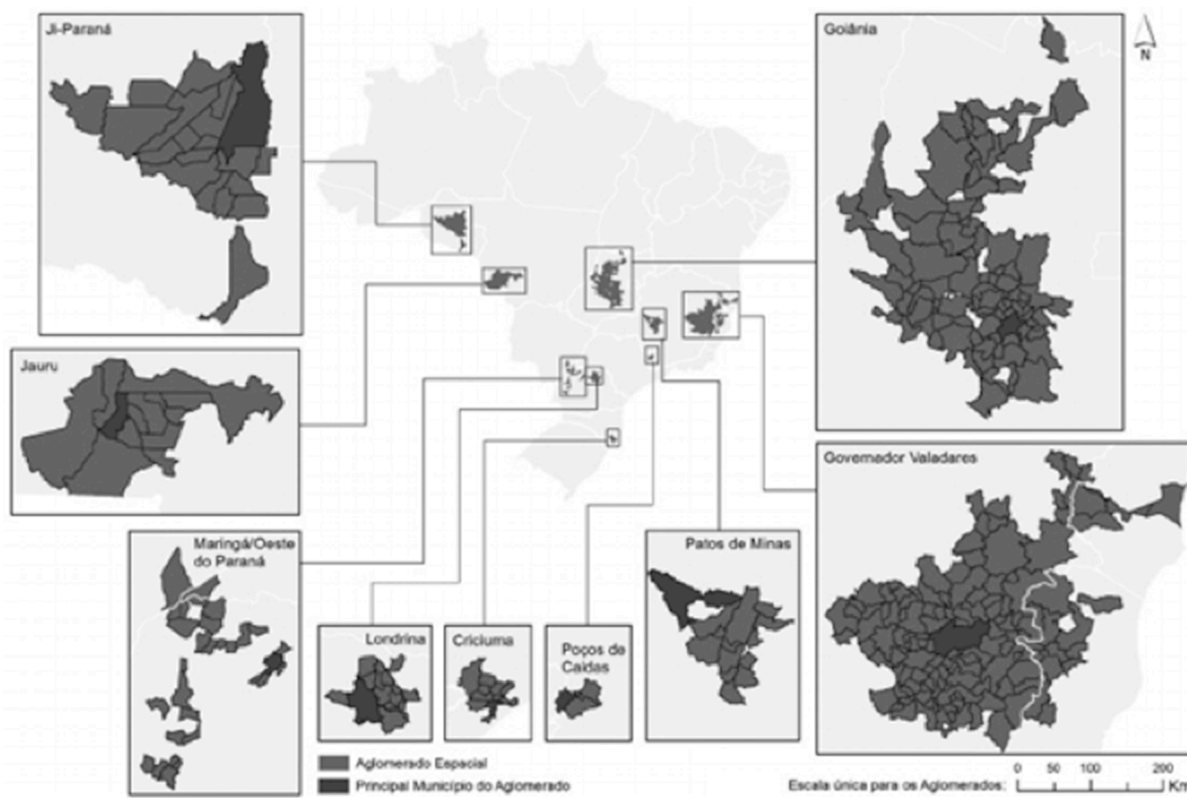 Ji-Paraná
Goiânia
N
Jauru
Governador Valadares
Maringá/Oeste
do Paraná
Patos de Minas
Londrina
Criciuma
Poços de
Caldas
Aglomerado Espacial
Principal Município do Aglomerado
Escala única para os Aglomerados:
0 50 100 200
Km